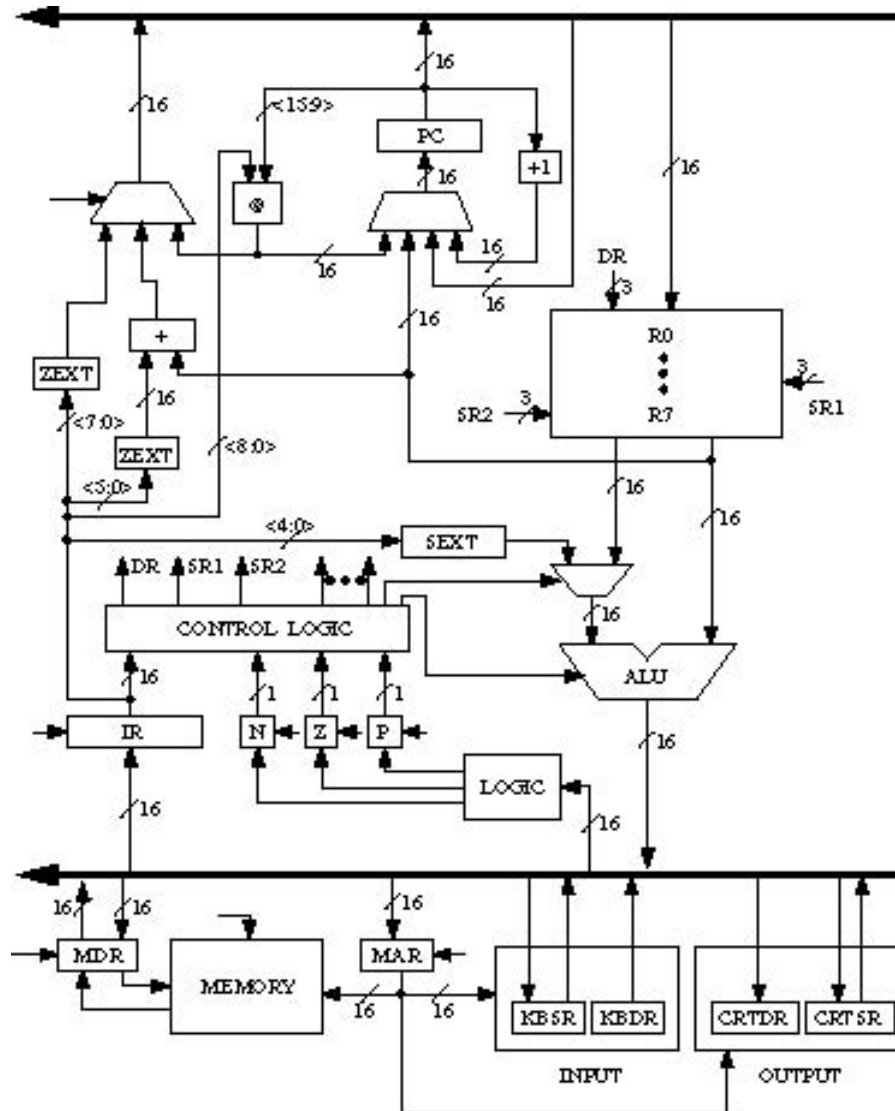 16
16
<15:9>
PC
+1
16
16
@
16
16
16
DR
3
16
+
R0
ZEXT
16
3
SR1
<7:0>
SR2
3
R7
ZEXT
<8:0>
<5:0>
16
16
<4:0>
SEXT
DR
SR1
SR2
16
CONTROL LOGIC
ALU
16
1
1
1
IR
N
Z
P
16
LOGIC
16
16
16
16
16
MDR
MAR
MEMORY
16
16
KBSR
KBDR
CRTDR
CRTSR
INPUT
OUTPUT